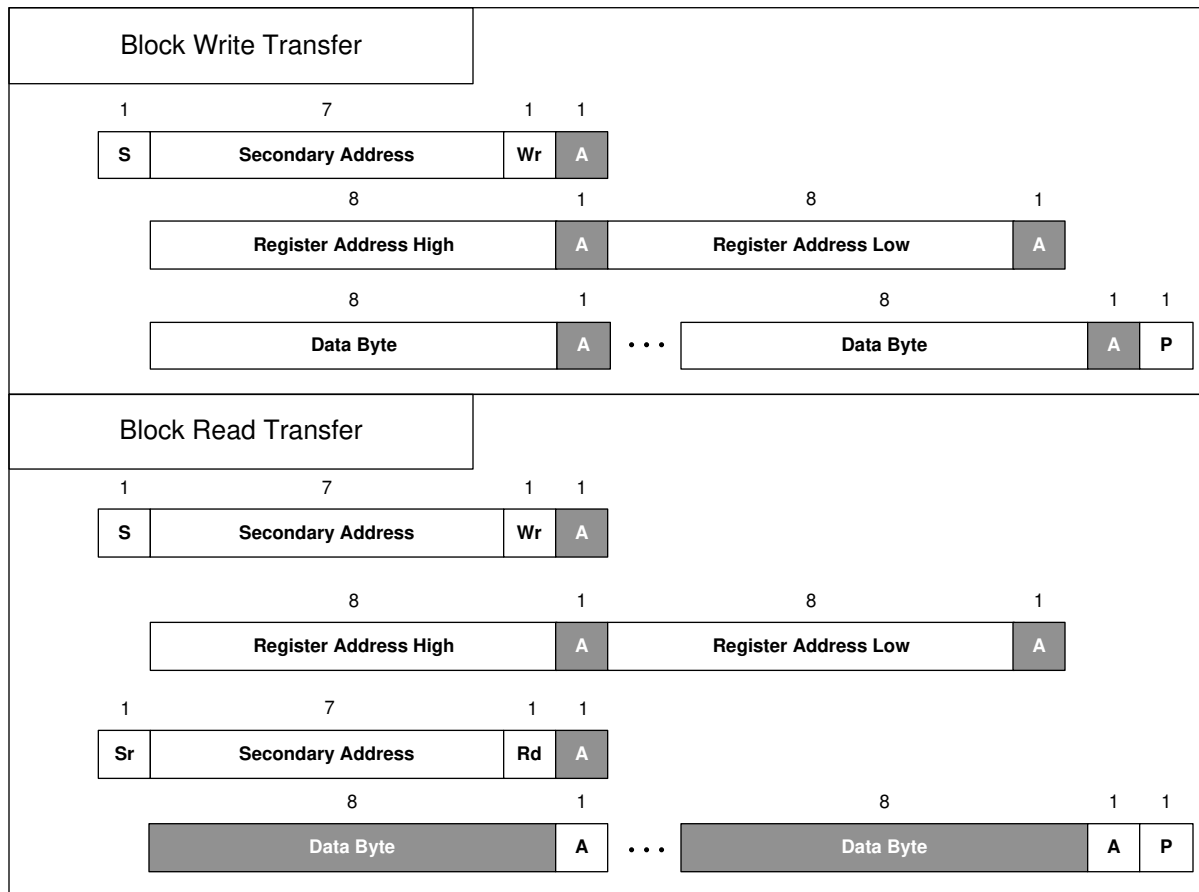 Block Write Transfer
1 7 1 1
S Secondary Address Wr A
8 1 8 1
Register Address High A Register Address Low A
8 1 8 1 1
Data Byte A • • • Data Byte A P
Block Read Transfer
1 7 1 1
S Secondary Address Wr A
8 1 8 1
Register Address High A Register Address Low A
1 7 1 1
Sr Secondary Address Rd A
8 1 8 1 1
Data Byte A • • • Data Byte A P